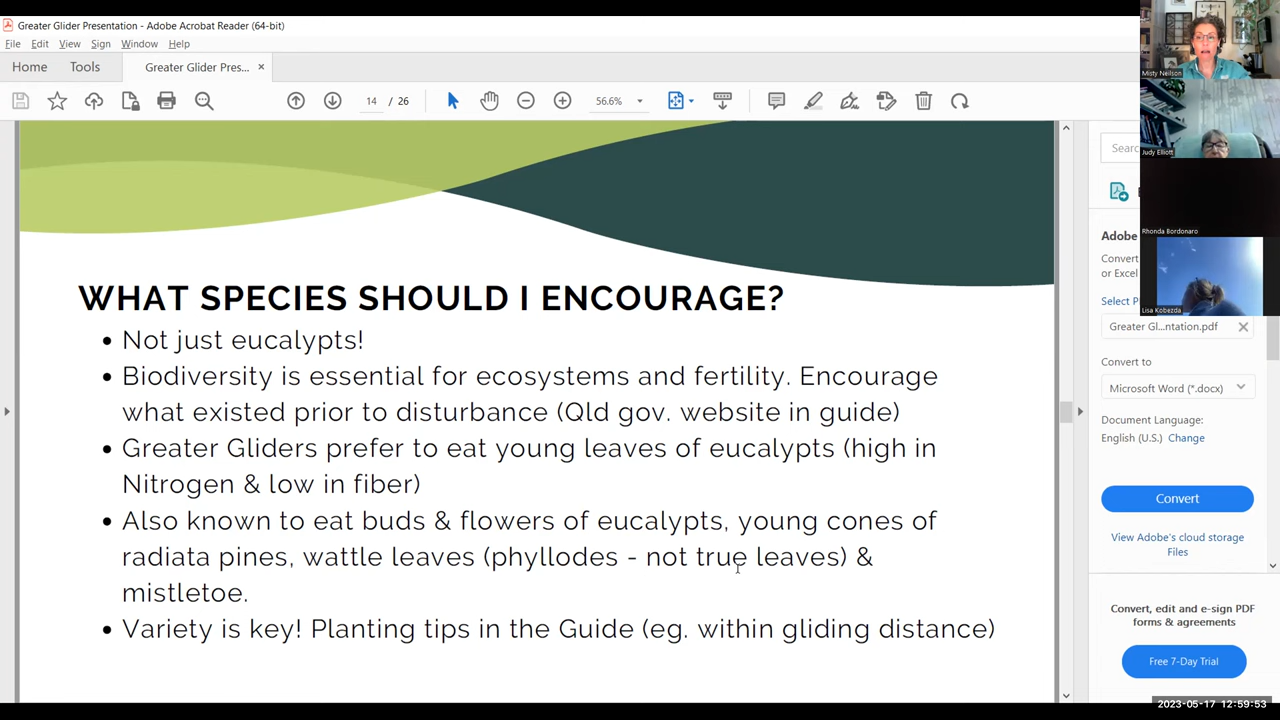 Greater Glider Presentation - Adobe Acrobat Reader (64-bit)
File Edit View Sign Window Help
Home Tools Greater Glider Pres... ×
14 / 26 56.6%
WHAT SPECIES SHOULD I ENCOURAGE?
• Not just eucalypts!
• Biodiversity is essential for ecosystems and fertility. Encourage
what existed prior to disturbance (Qld gov. website in guide)
• Greater Gliders prefer to eat young leaves of eucalypts (high in
Nitrogen & low in fiber)
• Also known to eat buds & flowers of eucalypts, young cones of
radiata pines, wattle leaves (phyllodes - not true leaves) &
mistletoe.
• Variety is key! Planting tips in the Guide (eg. within gliding distance)
Misty Neilson
Judy Elliott
Rhonda Bordonaro
Lisa Kobezda
Sear
Adobe
Convert
or Excel
Select P
Greater Gl...ntation.pdf
Convert to
Microsoft Word (*.docx)
Document Language:
English (U.S.) Change
Convert
View Adobe's cloud storage
Files
Convert, edit and e-sign PDF
forms & agreements
Free 7-Day Trial
2023-05-17 12:59:53